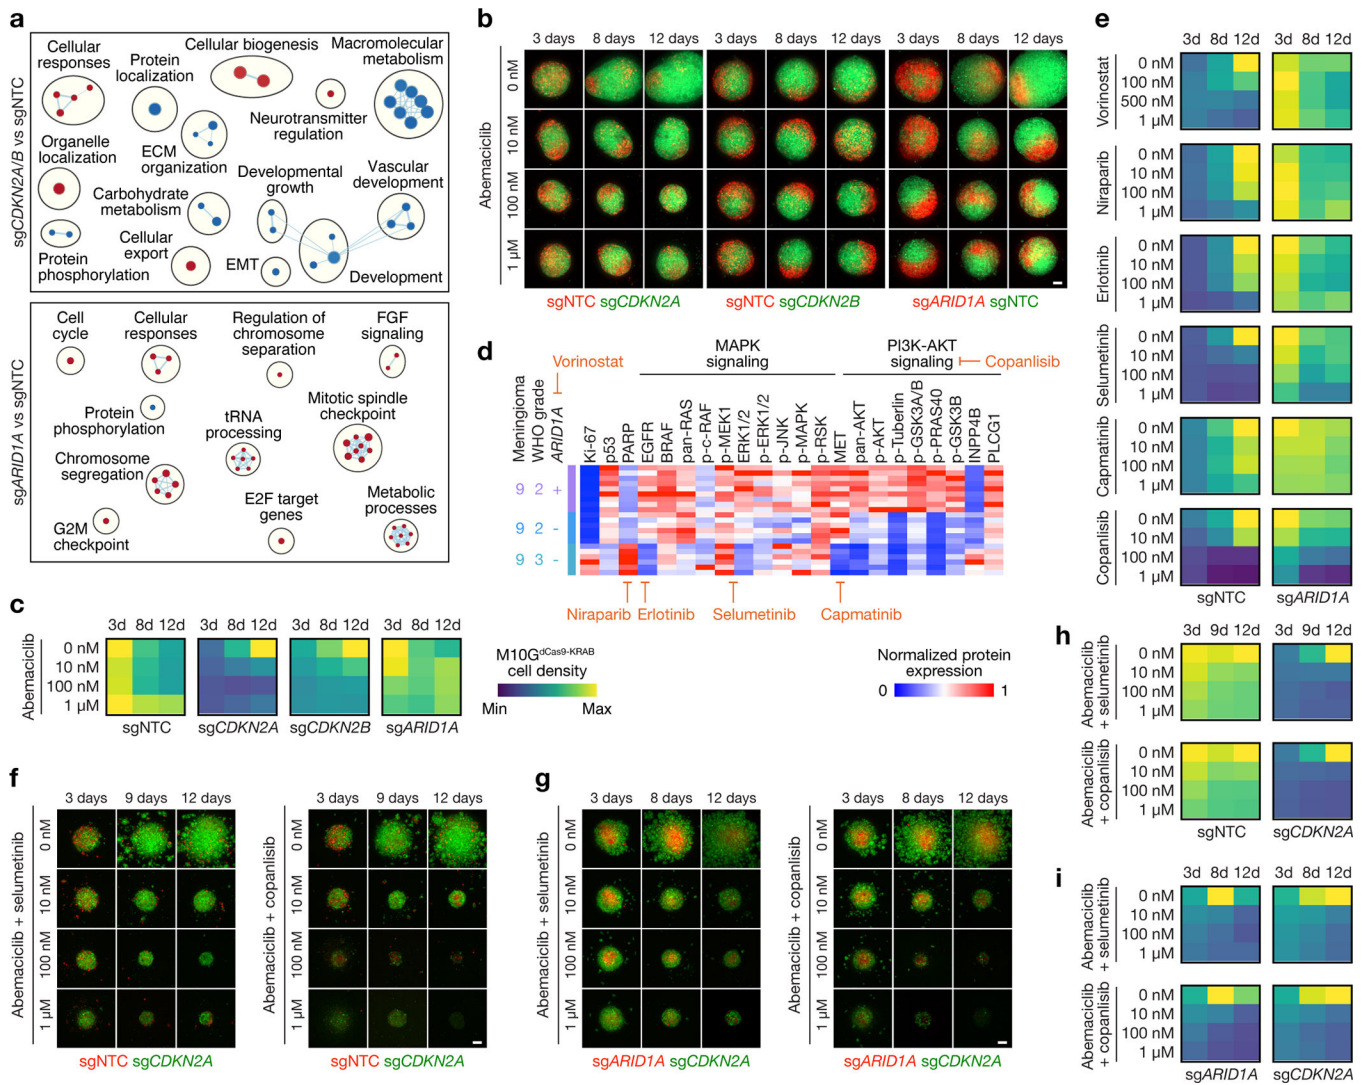 a
sgCDKN2A/B vs sgNTC
Cellular
responses
Protein
localization
Cellular biogenesis
Macromolecular
metabolism
Neurotransmitter
regulation
Organelle
localization
ECM
organization
Developmental
growth
Vascular
development
Carbohydrate
metabolism
Cellular
export
Protein
phosphorylation
EMT
Development
sgARID1A vs sgNTC
Cell
cycle
Cellular
responses
Regulation of
chromosome
separation
FGF
signaling
Protein
phosphorylation
tRNA
processing
Mitotic spindle
checkpoint
Chromosome
segregation
E2F target
genes
Metabolic
processes
G2M
checkpoint
b
3 days 8 days 12 days 3 days 8 days 12 days 3 days 8 days 12 days
Abemaciclib
0 nM
10 nM
100 nM
1 µM
sgNTC sgCDKN2A
sgNTC sgCDKN2B
sgARID1A sgNTC
c
3d 8d 12d 3d 8d 12d 3d 8d 12d 3d 8d 12d
Abemaciclib
0 nM
10 nM
100 nM
1 µM
sgNTC sgCDKN2A sgCDKN2B sgARID1A
M10GdCas9-KRAB
cell density
Min Max
d
Vorinostat
MAPK
signaling
PI3K-AKT
signaling
Copanlisib
Meningioma
WHO grade
ARID1A
Ki-67
p53
PARP
EGFR
BRAF
pan-RAS
p-c-RAF
p-MEK1
ERK1/2
p-ERK1/2
p-JNK
p-MAPK
p-RSK
MET
pan-AKT
p-AKT
p-Tuberlin
p-GSK3A/B
p-PRAS40
p-GSK3B
INPP4B
PLCG1
9 2 +
9 2 -
9 3 -
Niraparib Erlotinib Selumetinib Capmatinib
Normalized protein
expression
0 1
e
3d 8d 12d 3d 8d 12d
Vorinostat
0 nM
100 nM
500 nM
1 µM
Niraparib
0 nM
10 nM
100 nM
1 µM
Erlotinib
0 nM
10 nM
100 nM
1 µM
Selumetinib
0 nM
10 nM
100 nM
1 µM
Capmatinib
0 nM
10 nM
100 nM
1 µM
Copanlisib
0 nM
10 nM
100 nM
1 µM
sgNTC sgARID1A
f
3 days 9 days 12 days
Abemaciclib + selumetinib
0 nM
10 nM
100 nM
1 µM
sgNTC sgCDKN2A
3 days 9 days 12 days
Abemaciclib + copanlisib
0 nM
10 nM
100 nM
1 µM
sgNTC sgCDKN2A
g
3 days 8 days 12 days
Abemaciclib + selumetinib
0 nM
10 nM
100 nM
1 µM
sgARID1A sgCDKN2A
3 days 8 days 12 days
Abemaciclib + copanlisib
0 nM
10 nM
100 nM
1 µM
sgARID1A sgCDKN2A
h
3d 9d 12d 3d 9d 12d
Abemaciclib
+ selumetinib
0 nM
10 nM
100 nM
1 µM
Abemaciclib
+ copanlisib
0 nM
10 nM
100 nM
1 µM
sgNTC sgCDKN2A
i
3d 8d 12d 3d 8d 12d
Abemaciclib
+ selumetinib
0 nM
10 nM
100 nM
1 µM
Abemaciclib
+ copanlisib
0 nM
10 nM
100 nM
1 µM
sgARID1A sgCDKN2A